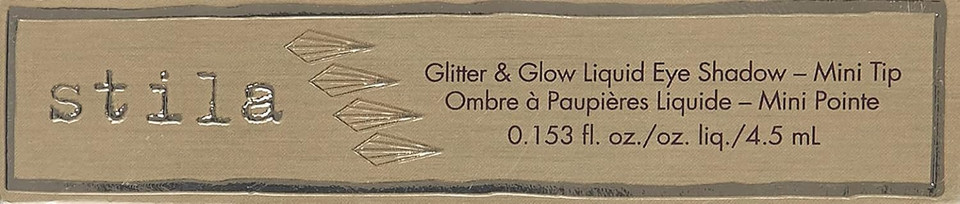 stila
Glitter & Glow Liquid Eye Shadow – Mini Tip
Ombre à Paupières Liquide – Mini Pointe
0.153 fl. oz./oz. liq./4.5 mL